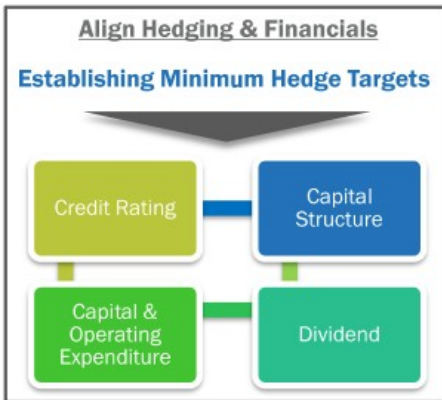 Align Hedging & Financials
Establishing Minimum Hedge Targets
Credit Rating
Capital
Structure
Capital &
Operating
Expenditure
Dividend